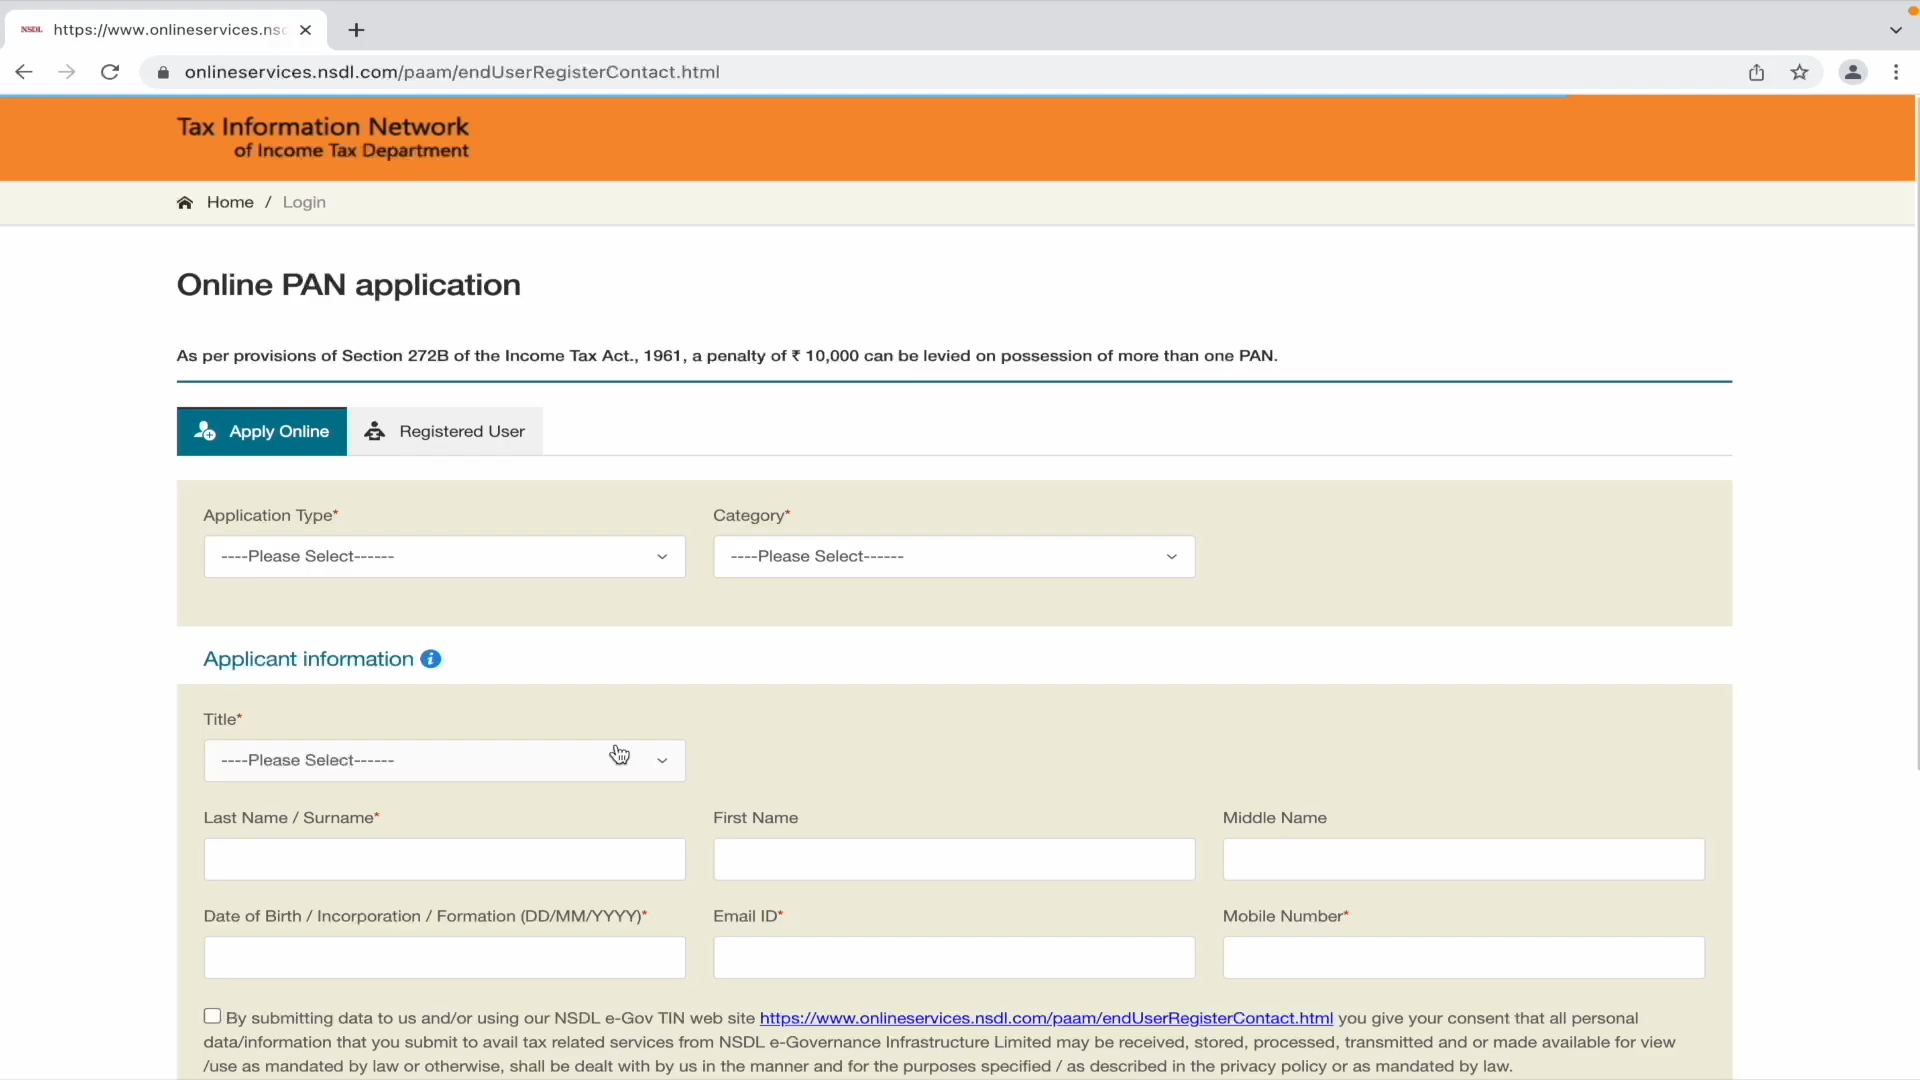 NSDL https://www.onlineservices.nsd
onlineservices.nsdl.com/paam/endUserRegisterContact.html
Tax Information Network
of Income Tax Department
Home / Login
Online PAN application
As per provisions of Section 272B of the Income Tax Act., 1961, a penalty of ₹ 10,000 can be levied on possession of more than one PAN.
Apply Online Registered User
Application Type* Category*
----Please Select------ ----Please Select------
Applicant information i
Title*
----Please Select------
Last Name / Surname* First Name Middle Name
Date of Birth / Incorporation / Formation (DD/MM/YYYY)* Email ID* Mobile Number*
By submitting data to us and/or using our NSDL e-Gov TIN web site https://www.onlineservices.nsdl.com/paam/endUserRegisterContact.html you give your consent that all personal
data/information that you submit to avail tax related services from NSDL e-Governance Infrastructure Limited may be received, stored, processed, transmitted and or made available for view
/use as mandated by law or otherwise, shall be dealt with by us in the manner and for the purposes specified / as described in the privacy policy or as mandated by law.